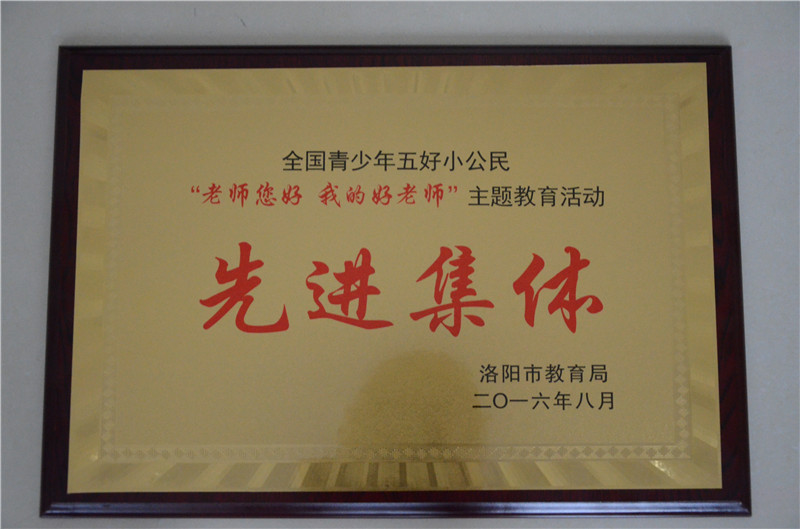 全国青少年五好小公民
“老师您好 我的好老师”主题教育活动
先进集体
洛阳市教育局
二〇一六年八月